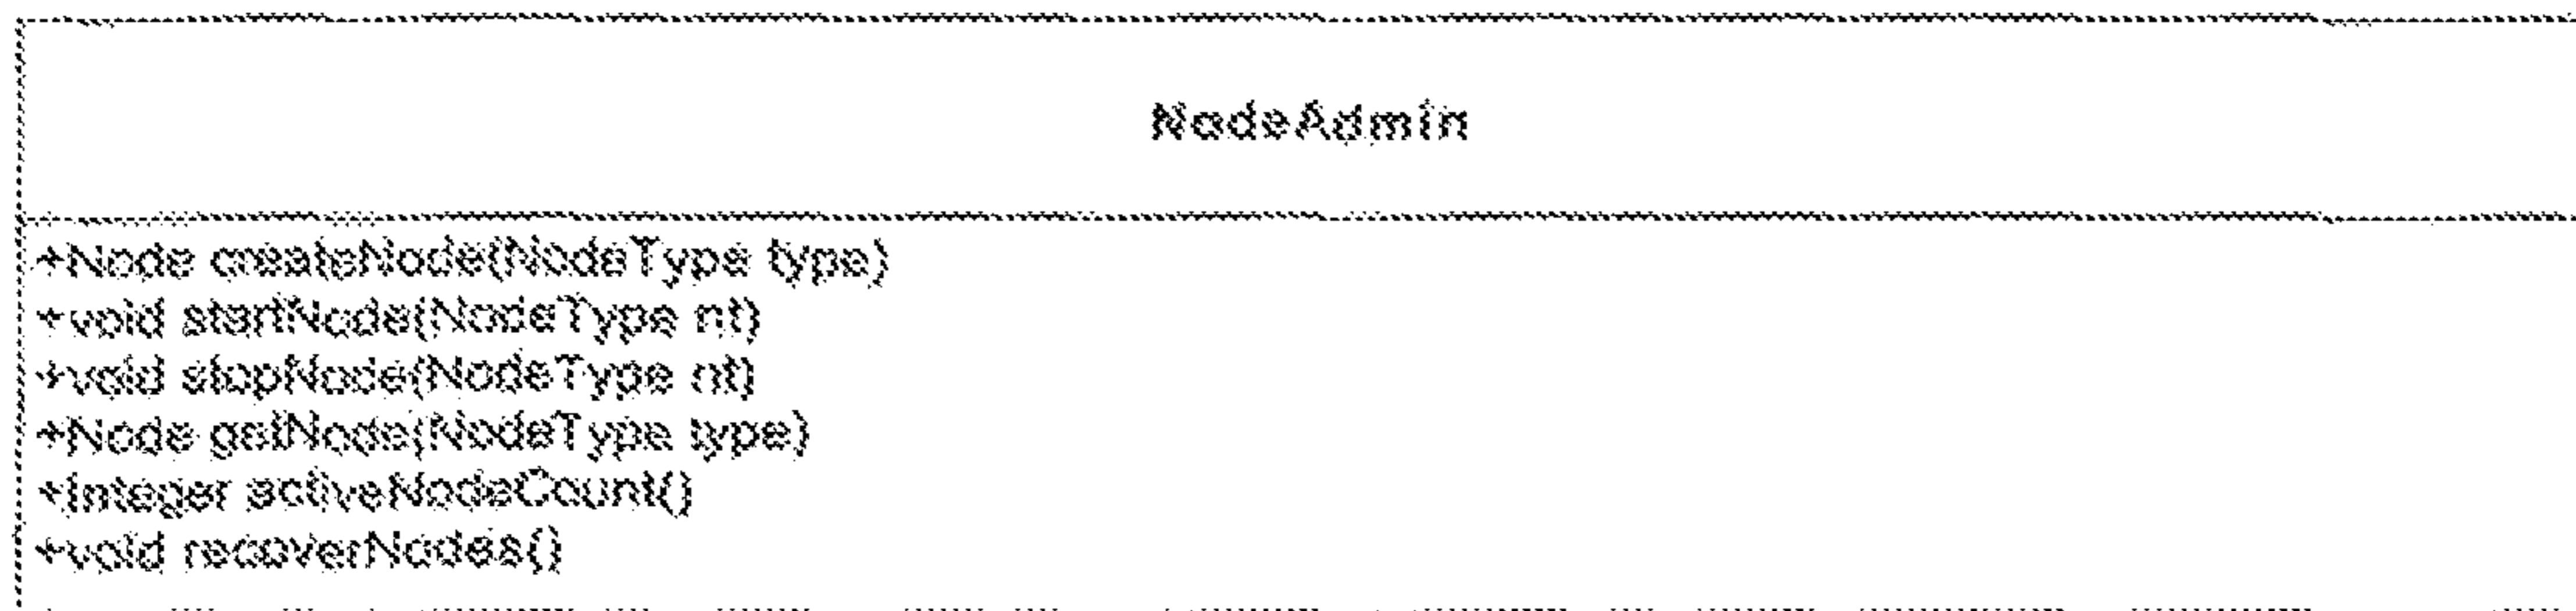 NodeAdmin
+Node createNode(NodeType type)
+void startNode(NodeType nt)
+void stopNode(NodeType nt)
+Node getNode(NodeType type)
+Integer activeNodeCount()
+void recoverNodes()